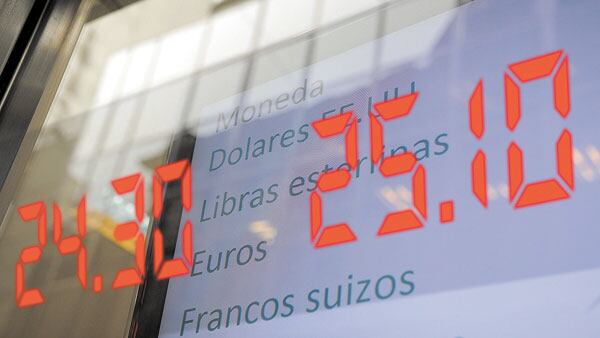 Moneda
Dolares EE.UU
Libras esterlinas
Euros
Francos suizos
24.30
25.10